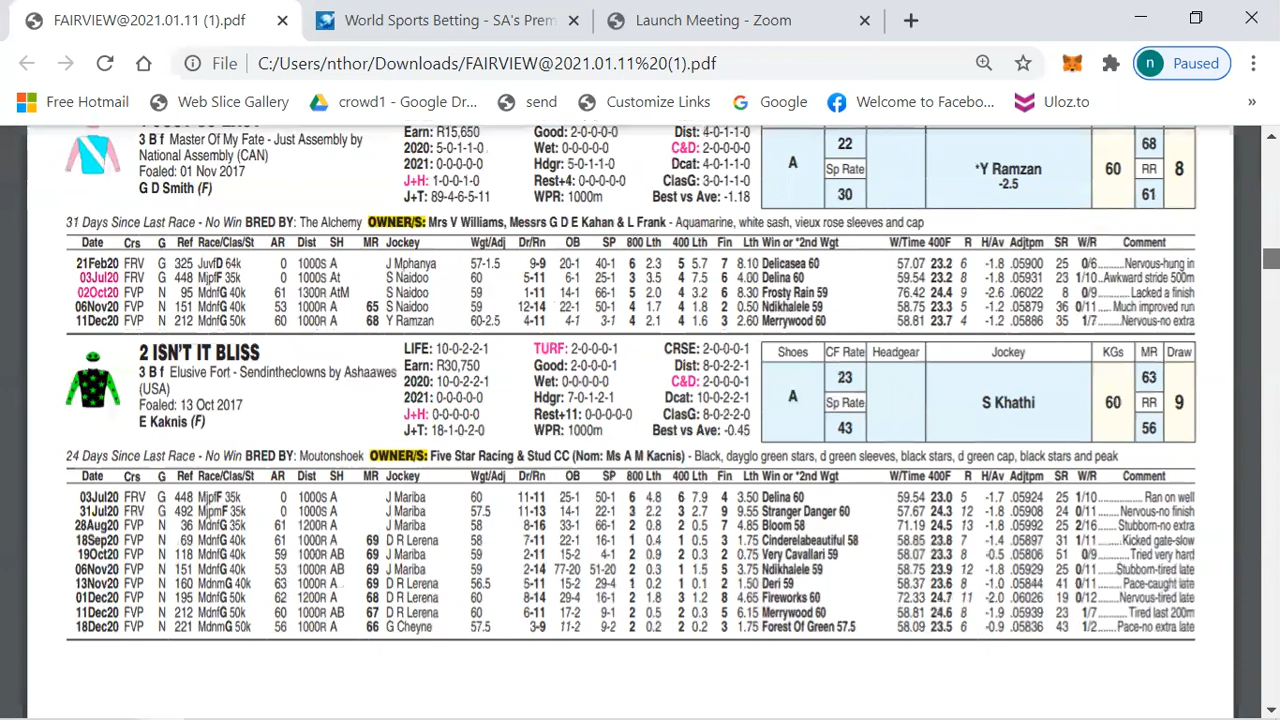 FAIRVIEW@2021.01.11 (1).pdf
World Sports Betting - SA's Prem
Launch Meeting - Zoom
File C:/Users/nthor/Downloads/FAIRVIEW@2021.01.11%20(1).pdf
n Paused
Free Hotmail Web Slice Gallery crowd1 - Google Dr... send Customize Links Google Welcome to Facebo... Uloz.to »
3 B f Master Of My Fate - Just Assembly by
National Assembly (CAN)
Foaled: 01 Nov 2017
G D Smith (F)
Earn: R15,650 Good: 2-0-0-0-0 Dist: 4-0-1-1-0
2020: 5-0-1-1-0 Wet: 0-0-0-0-0 C&D: 2-0-0-0-0
2021: 0-0-0-0-0 Hdgr: 5-0-1-1-0 Dcat: 4-0-1-1-0
J+H: 1-0-0-1-0 Rest+4: 0-0-0-0-0 ClasG: 3-0-1-1-0
J+T: 89-4-6-5-11 WPR: 1000m Best vs Ave: -1.18
A
22
Sp Rate
30
*Y Ramzan
-2.5
60
68
RR
61
8
31 Days Since Last Race - No Win BRED BY: The Alchemy OWNER/S: Mrs V Williams, Messrs G D E Kahan & L Frank - Aquamarine, white sash, vieux rose sleeves and cap
Date Crs G Ref Race/Clas/St AR Dist SH MR Jockey Wgt/Adj Dr/Rn OB SP 800 Lth 400 Lth Fin Lth Win or *2nd Wgt W/Time 400F R H/Av Adjtpm SR W/R Comment
21Feb20 FRV G 325 JuvfD 64k 0 1000S A J Mphanya 57-1.5 9-9 20-1 40-1 6 2.3 5 5.7 7 8.10 Delicasea 60 57.07 23.2 6 -1.8 .05900 25 0/6 Nervous-hung in
03Jul20 FRV G 448 MjpfF 35k 0 1000S At S Naidoo 60 5-11 6-1 25-1 3 3.5 4 7.5 6 4.00 Delina 60 59.54 23.2 8 -1.8 .05931 23 1/10 Awkward stride 500m
02Oct20 FVP N 95 MdnfG 40k 61 1300R AtM S Naidoo 59 1-11 14-1 66-1 5 2.0 4 3.2 6 8.30 Frosty Rain 59 76.42 24.4 9 -2.6 .06022 8 0/9 Lacked a finish
06Nov20 FVP N 151 MdnfG 40k 53 1000R A 65 S Naidoo 59 12-14 22-1 28-1 4 1.7 4 1.8 2 0.50 Ndikhalele 59 58.75 23.3 5 -1.2 .05879 36 0/11 Much improved run
11Dec20 FVP N 212 MdnfG 50k 60 1000R A 68 Y Ramzan 60-2.5 4-11 4-1 3-1 4 2.1 4 1.6 3 2.60 Merrywood 60 58.81 23.7 4 -1.2 .05886 35 1/7 Nervous-no extra
2 ISN'T IT BLISS
3 B f Elusive Fort - Sendintheclowns by Ashaawes
(USA)
Foaled: 13 Oct 2017
E Kaknis (F)
LIFE: 10-0-2-2-1 TURF: 2-0-0-0-1 CRSE: 2-0-0-0-1
Earn: R30,750 Good: 2-0-0-0-1 Dist: 8-0-2-2-1
2020: 10-0-2-2-1 Wet: 0-0-0-0-0 C&D: 2-0-0-0-1
2021: 0-0-0-0-0 Hdgr: 7-0-1-2-1 Dcat: 10-0-2-2-1
J+H: 0-0-0-0-0 Rest+11: 0-0-0-0-0 ClasG: 8-0-2-2-1
J+T: 18-1-0-2-0 WPR: 1000m Best vs Ave: -0.45
Shoes CF Rate Headgear Jockey KGs MR Draw
A
23
Sp Rate
43
S Khathi
60
63
RR
56
9
24 Days Since Last Race - No Win BRED BY: Moutonshoek OWNER/S: Five Star Racing & Stud CC (Nom: Ms A M Kacnis) - Black, dayglo green stars, d green sleeves, black stars, d green cap, black stars and peak
Date Crs G Ref Race/Clas/St AR Dist SH MR Jockey Wgt/Adj Dr/Rn OB SP 800 Lth 400 Lth Fin Lth Win or *2nd Wgt W/Time 400F R H/Av Adjtpm SR W/R Comment
03Jul20 FRV G 448 MjpfF 35k 0 1000S A J Mariba 60 11-11 25-1 50-1 6 4.8 6 7.9 4 3.50 Delina 60 59.54 23.0 5 -1.7 .05924 25 1/10 Ran on well
31Jul20 FRV G 492 MjpmF 35k 0 1000S A J Mariba 57.5 11-13 14-1 22-1 3 2.2 3 2.7 9 9.55 Stranger Danger 60 57.67 24.3 12 -1.8 .05908 24 0/11 Nervous-no finish
28Aug20 FVP N 36 MdnfG 40k 61 1200R A J Mariba 58 8-16 33-1 66-1 2 0.8 2 0.5 7 4.85 Bloom 58 71.19 24.5 13 -1.8 .05992 25 2/16 Stubborn-no extra
18Sep20 FVP N 69 MdnfG 40k 61 1000R A 69 D R Lerena 58 7-11 22-1 16-1 1 0.4 1 0.5 3 1.75 Cinderelabeautiful 58 58.85 23.8 7 -1.4 .05897 31 1/11 Kicked gate-slow
19Oct20 FVP N 118 MdnfG 40k 59 1000R AB 69 J Mariba 59 2-11 15-2 4-1 2 0.9 2 0.3 2 0.75 Very Cavallari 59 58.07 23.3 8 -0.5 .05806 51 0/9 Tried very hard
06Nov20 FVP N 151 MdnfG 40k 53 1000R AB 69 J Mariba 59 2-14 77-20 51-20 2 0.3 1 1.5 5 3.75 Ndikhalele 59 58.75 23.9 12 -1.8 .05929 25 0/11 Stubborn-tired late
13Nov20 FVP N 160 MdnmG 40k 63 1000R A 69 D R Lerena 56.5 5-11 15-2 29-4 1 0.2 1 0.1 2 1.50 Deri 59 58.37 23.6 8 -1.0 .05844 41 0/11 Pace-caught late
01Dec20 FVP N 195 MdnfG 50k 62 1200R A 68 D R Lerena 60 8-14 29-4 16-1 2 1.8 3 1.2 8 4.65 Fireworks 60 72.33 24.7 11 -2.0 .06026 19 0/12 Nervous-tired late
11Dec20 FVP N 212 MdnfG 50k 60 1000R AB 67 D R Lerena 60 6-11 17-2 9-1 2 0.5 2 0.3 5 6.15 Merrywood 60 58.81 24.6 8 -1.9 .05939 23 1/7 Tired last 200m
18Dec20 FVP N 221 MdnmG 50k 56 1000R A 66 G Cheyne 57.5 3-9 11-2 9-2 2 0.2 2 0.2 3 1.75 Forest Of Green 57.5 58.09 23.5 6 -0.9 .05836 43 1/2 Pace-no extra late